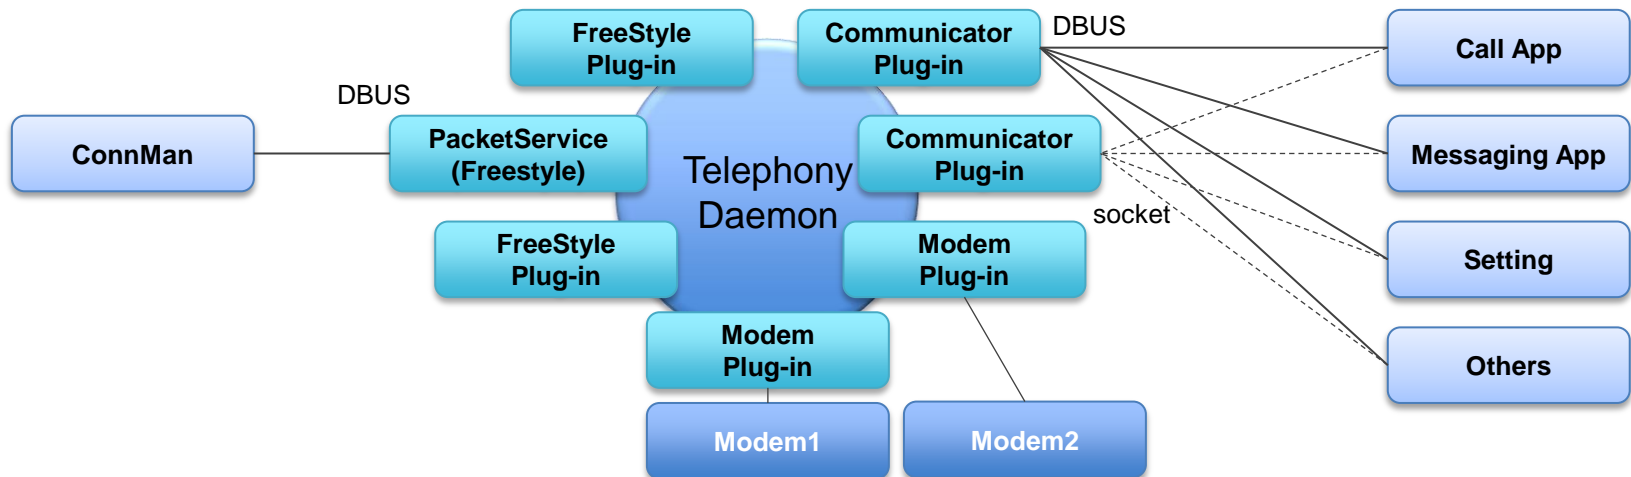 FreeStyle
Plug-in
Communicator
Plug-in
DBUS
Call App
DBUS
ConnMan
PacketService
(Freestyle)
Telephony
Daemon
Communicator
Plug-in
Messaging App
socket
FreeStyle
Plug-in
Modem
Plug-in
Setting
Modem
Plug-in
Others
Modem1
Modem2